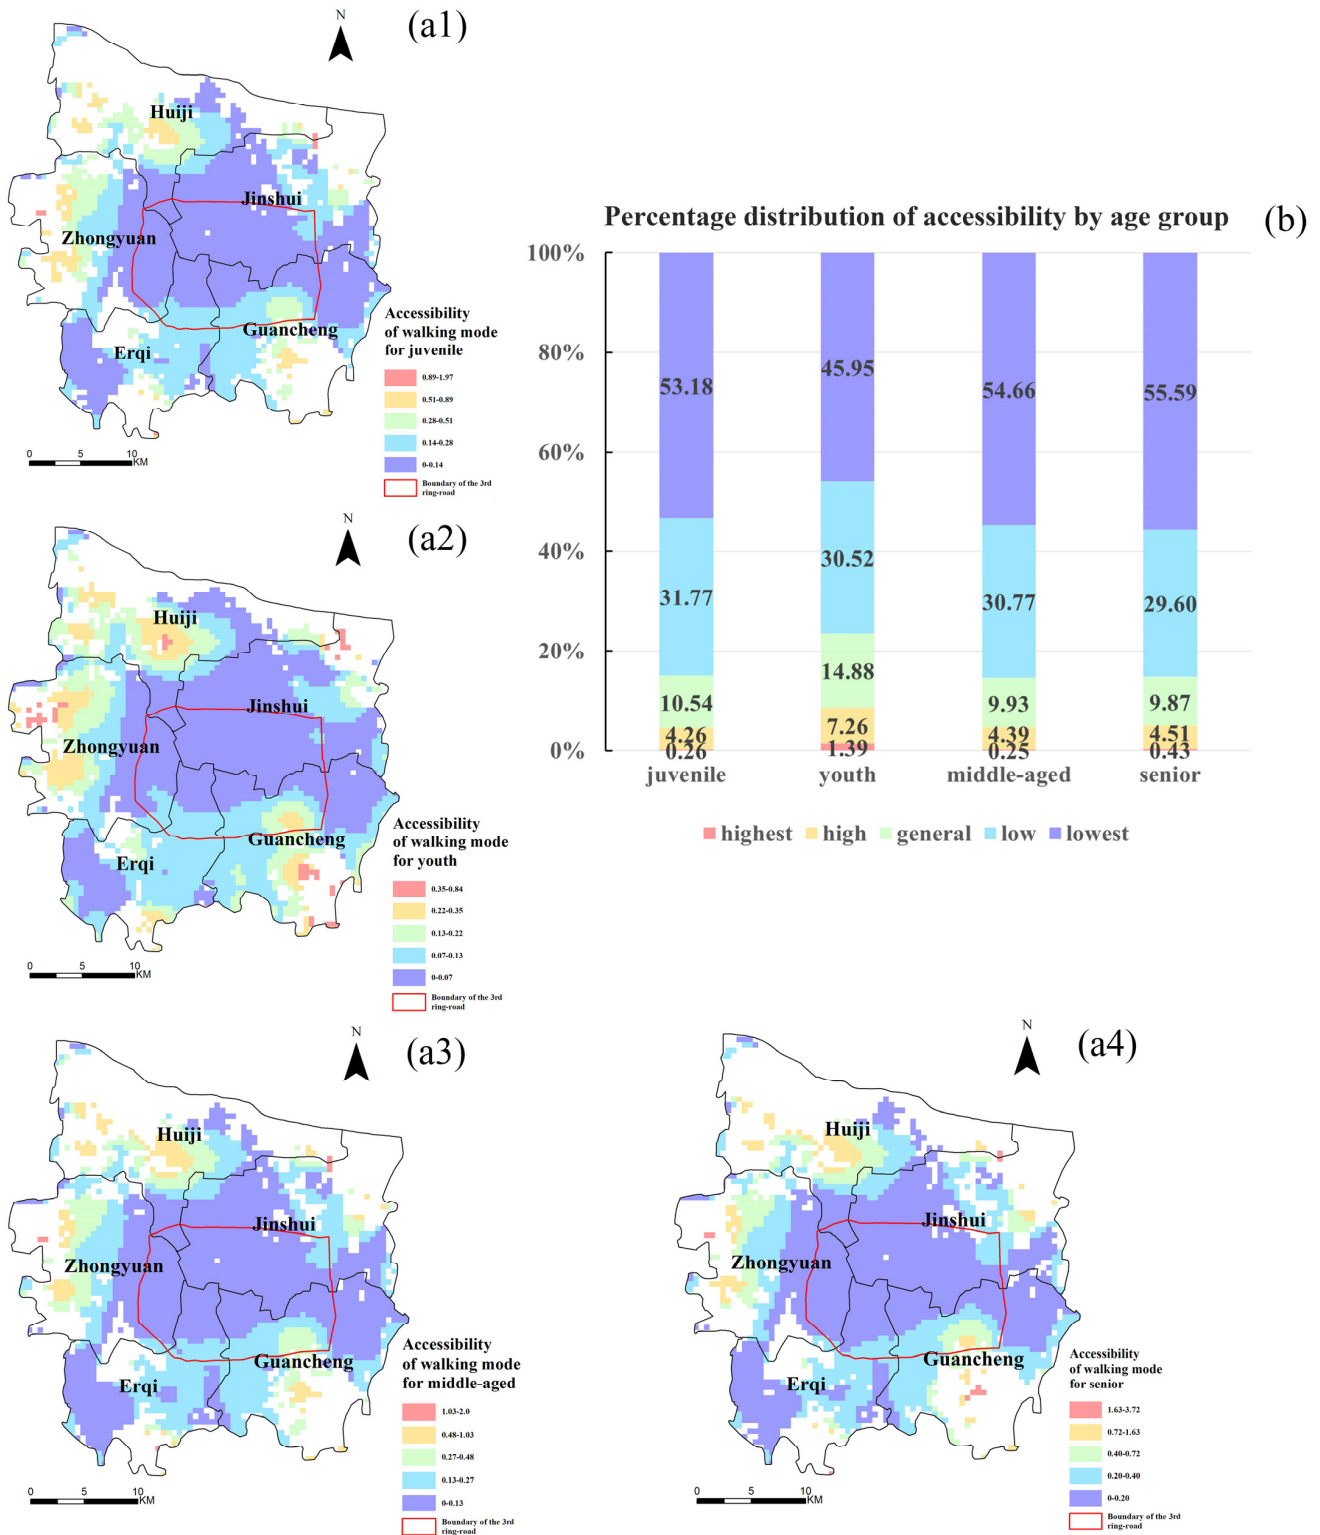 N
(a1)
Huiji
Jinshui
Zhongyuan
Guancheng
Erqi
Accessibility
of walking mode
for juvenile
0.89-1.97
0.51-0.89
0.28-0.51
0.14-0.28
0-0.14
Boundary of the 3rd
ring-road
0 5 10
KM
Percentage distribution of accessibility by age group
(b)
100%
80%
60%
40%
20%
0%
53.18
45.95
54.66
55.59
31.77
30.52
30.77
29.60
10.54
14.88
9.93
9.87
4.26
7.26
4.39
4.51
0.26
1.39
0.25
0.43
juvenile youth middle-aged senior
highest high general low lowest
N
(a2)
Huiji
Jinshui
Zhongyuan
Guancheng
Erqi
Accessibility
of walking mode
for youth
0.35-0.84
0.22-0.35
0.13-0.22
0.07-0.13
0-0.07
Boundary of the 3rd
ring-road
0 5 10
KM
N
(a3)
Huiji
Jinshui
Zhongyuan
Guancheng
Erqi
Accessibility
of walking mode
for middle-aged
1.03-2.0
0.48-1.03
0.27-0.48
0.13-0.27
0-0.13
Boundary of the 3rd
ring-road
0 5 10
KM
N
(a4)
Huiji
Jinshui
Zhongyuan
Guancheng
Erqi
Accessibility
of walking mode
for senior
1.63-3.72
0.72-1.63
0.40-0.72
0.20-0.40
0-0.20
Boundary of the 3rd
ring-road
0 5 10
KM